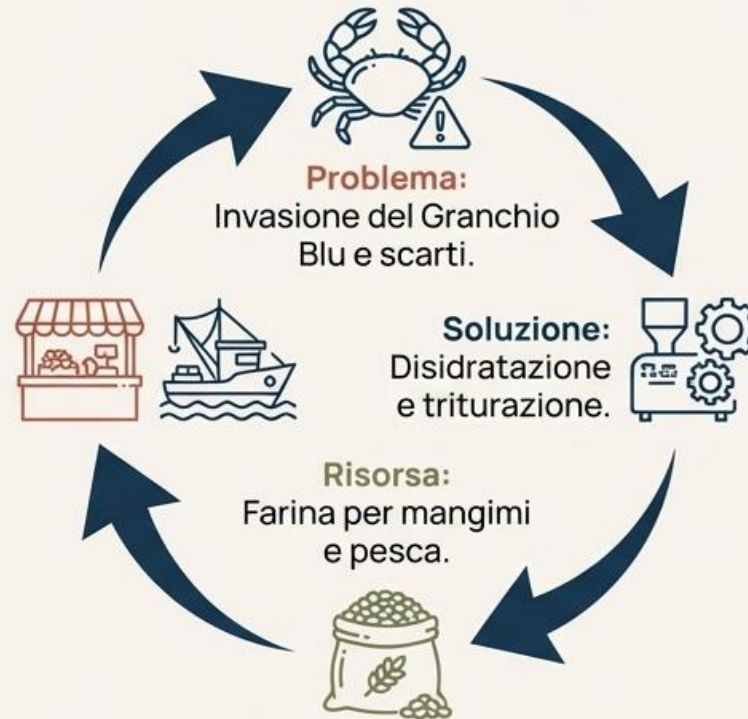 Problema:
Invasione del Granchio
Blu e scarti.
Soluzione:
Disidratazione
e triturazione.
Risorsa:
Farina per mangimi
e pesca.